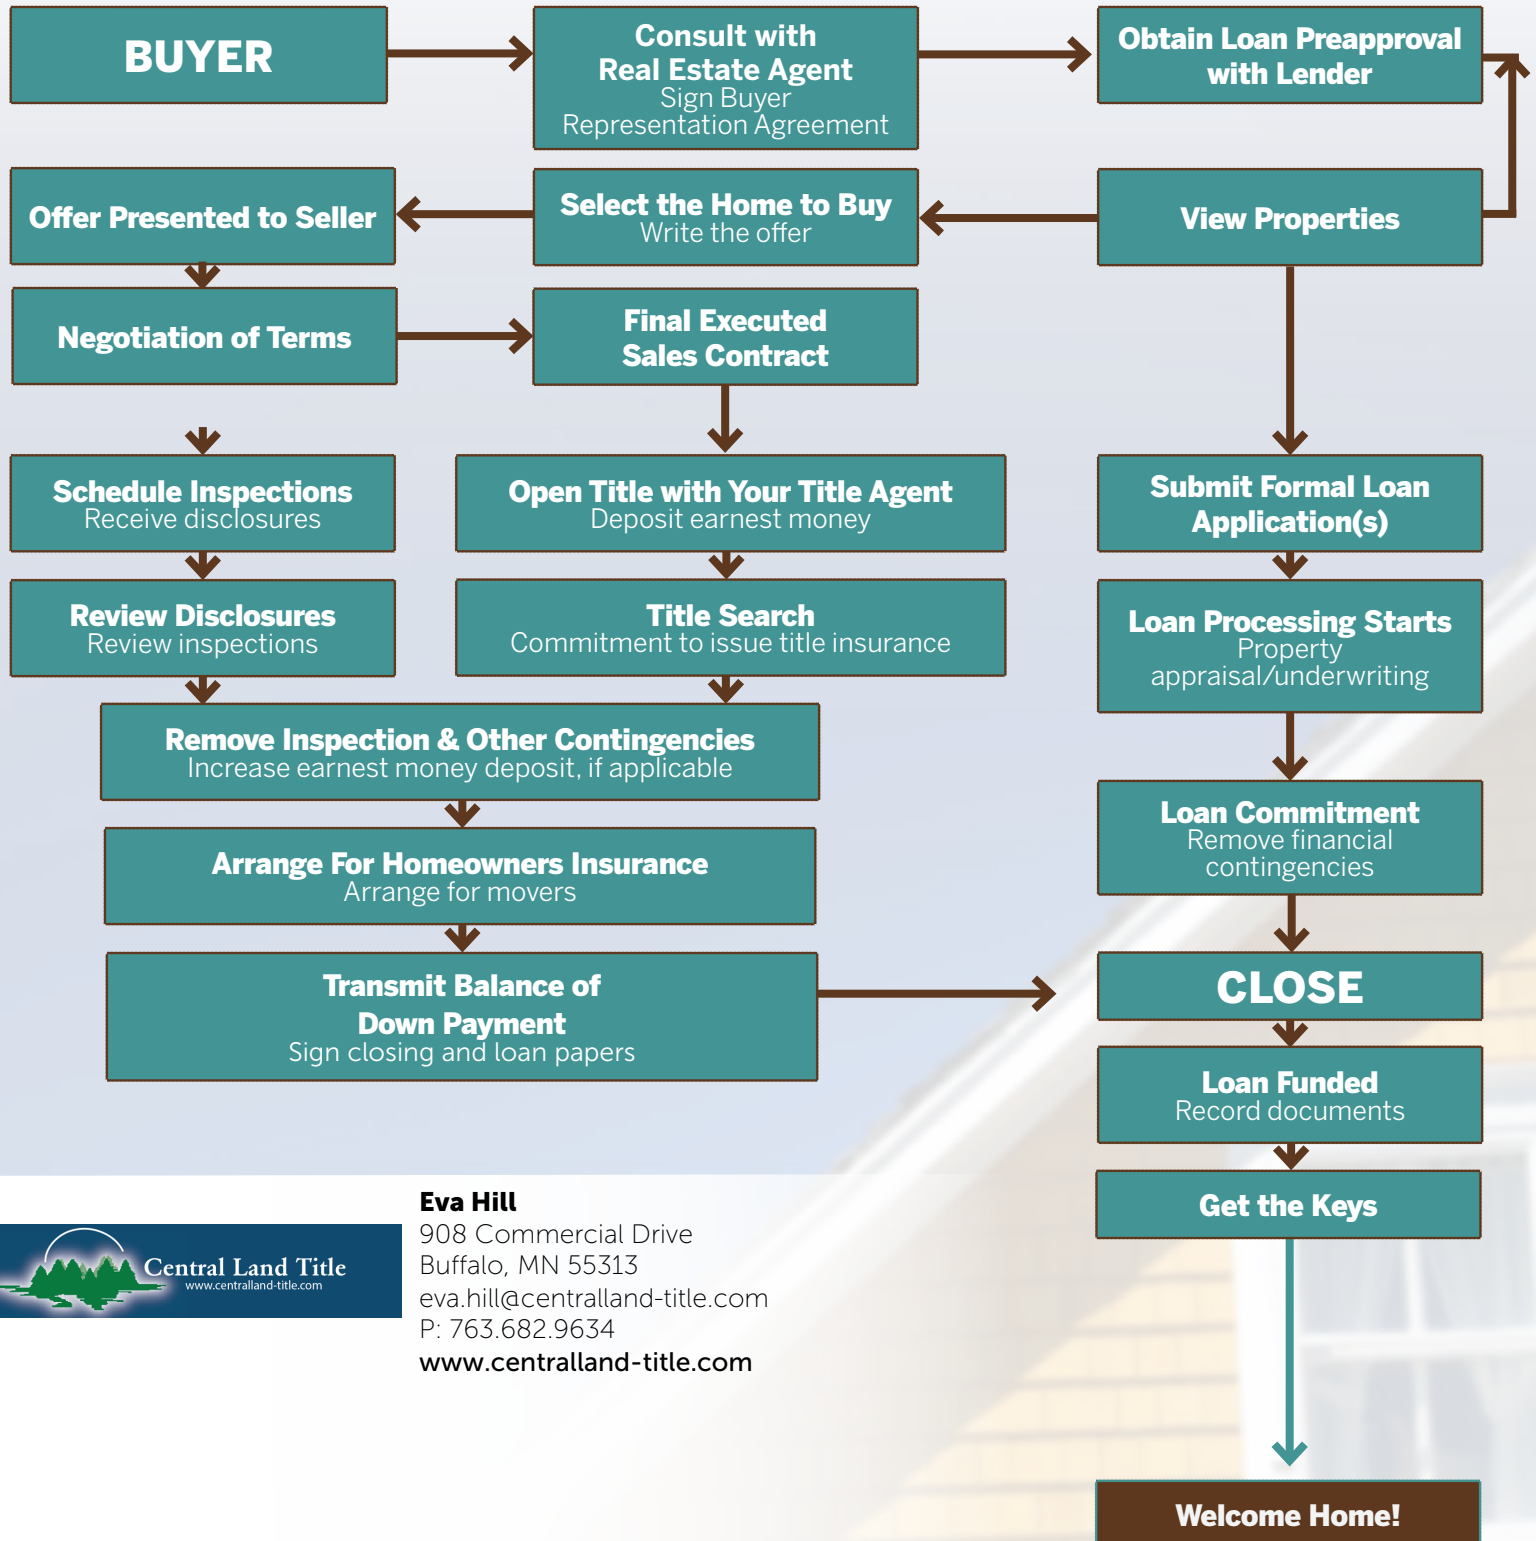 BUYER
Consult with
Real Estate Agent
Sign Buyer
Representation Agreement
Obtain Loan Preapproval
with Lender
Offer Presented to Seller
Select the Home to Buy
Write the offer
View Properties
Negotiation of Terms
Final Executed
Sales Contract
Schedule Inspections
Receive disclosures
Open Title with Your Title Agent
Deposit earnest money
Submit Formal Loan
Application(s)
Review Disclosures
Review inspections
Title Search
Commitment to issue title insurance
Loan Processing Starts
Property
appraisal/underwriting
Remove Inspection & Other Contingencies
Increase earnest money deposit, if applicable
Loan Commitment
Remove financial
contingencies
Arrange For Homeowners Insurance
Arrange for movers
Transmit Balance of
Down Payment
Sign closing and loan papers
CLOSE
Loan Funded
Record documents
Get the Keys
Central Land Title
www.centralland-title.com
Eva Hill
908 Commercial Drive
Buffalo, MN 55313
eva.hill@centralland-title.com
P: 763.682.9634
www.centralland-title.com
Welcome Home!